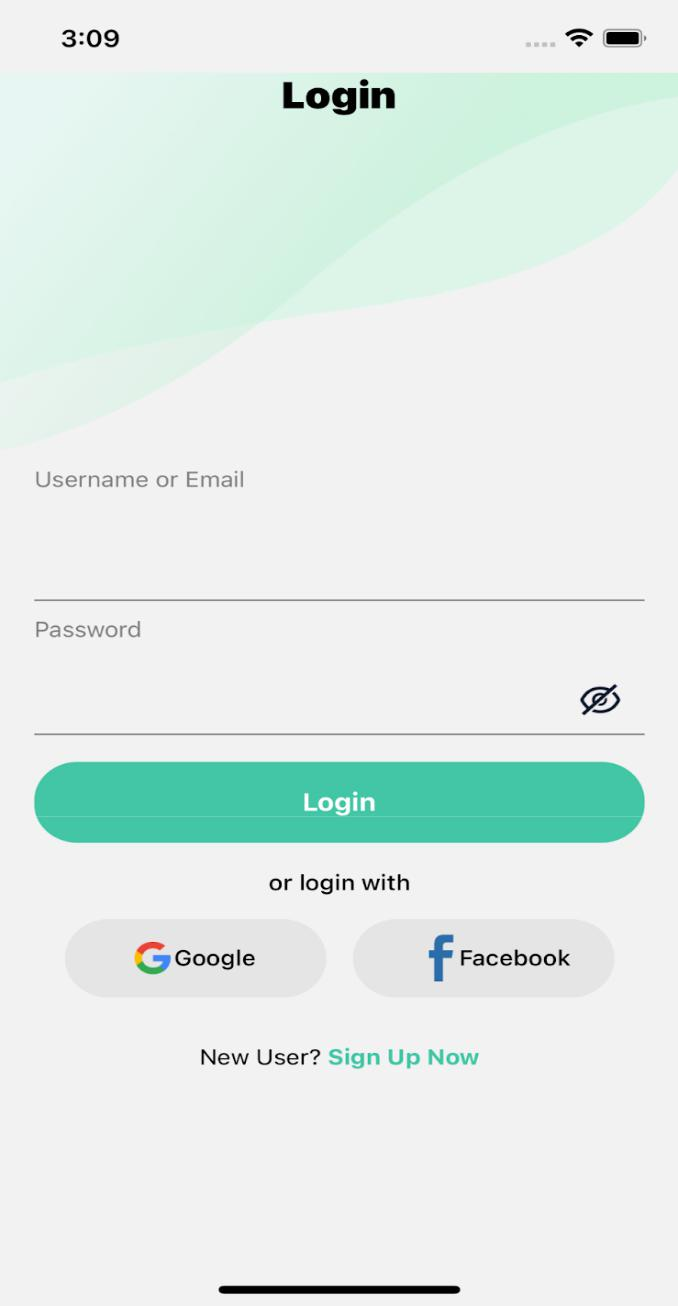 3:09
Login
Username or Email
Password
Login
or login with
Google
Facebook
New User? Sign Up Now